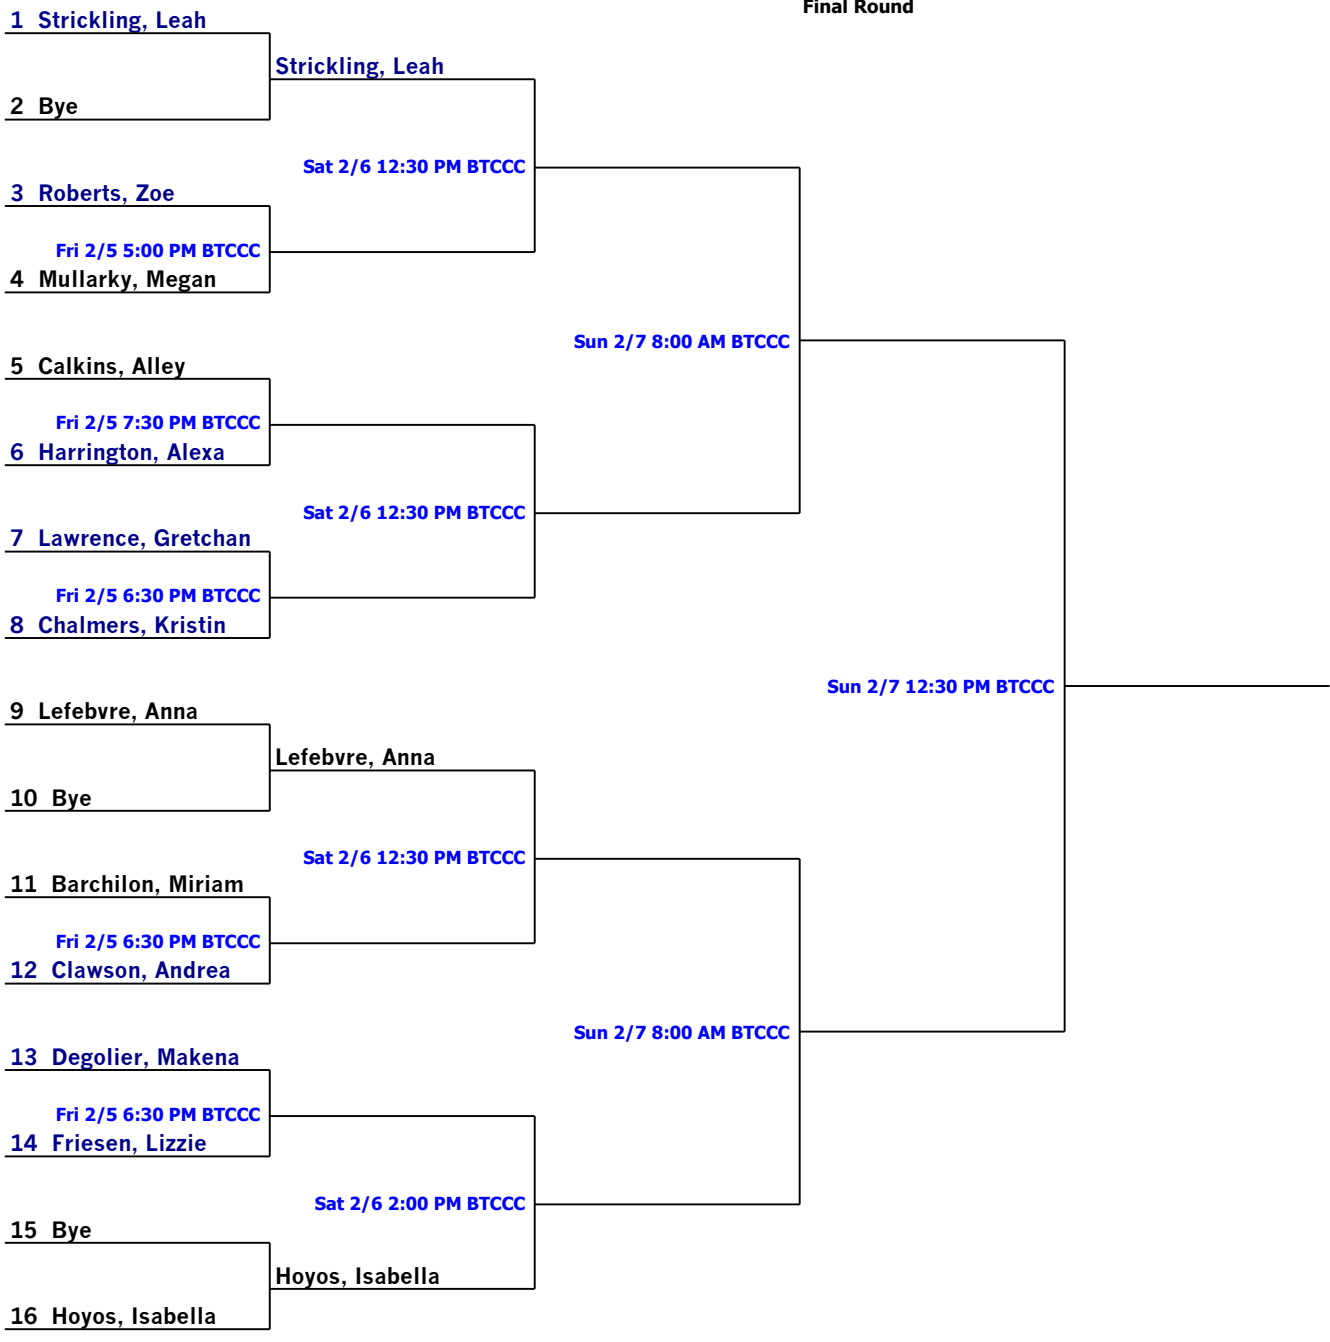 Final Round
1 Strickling, Leah
Strickling, Leah
2 Bye
Sat 2/6 12:30 PM BTCCC
3 Roberts, Zoe
Fri 2/5 5:00 PM BTCCC
4 Mullarky, Megan
Sun 2/7 8:00 AM BTCCC
5 Calkins, Alley
Fri 2/5 7:30 PM BTCCC
6 Harrington, Alexa
Sat 2/6 12:30 PM BTCCC
7 Lawrence, Gretchan
Fri 2/5 6:30 PM BTCCC
8 Chalmers, Kristin
Sun 2/7 12:30 PM BTCCC
9 Lefebvre, Anna
Lefebvre, Anna
10 Bye
Sat 2/6 12:30 PM BTCCC
11 Barchilon, Miriam
Fri 2/5 6:30 PM BTCCC
12 Clawson, Andrea
Sun 2/7 8:00 AM BTCCC
13 Degolier, Makena
Fri 2/5 6:30 PM BTCCC
14 Friesen, Lizzie
Sat 2/6 2:00 PM BTCCC
15 Bye
Hoyos, Isabella
16 Hoyos, Isabella